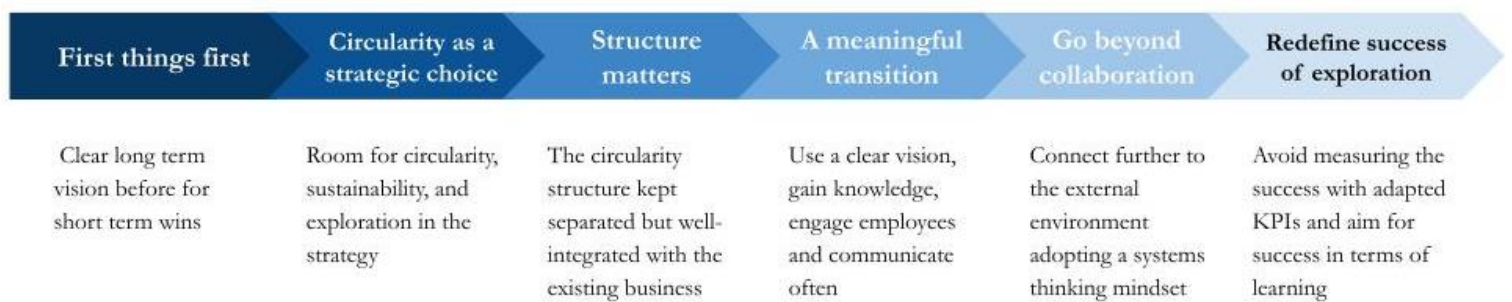 First things first
Circularity as a
strategic choice
Structure
matters
A meaningful
transition
Go beyond
collaboration
Redefine success
of exploration
Clear long term
vision before for
short term wins
Room for circularity,
sustainability, and
exploration in the
strategy
The circularity
structure kept
separated but well-
integrated with the
existing business
Use a clear vision,
gain knowledge,
engage employees
and communicate
often
Connect further to
the external
environment
adopting a systems
thinking mindset
Avoid measuring the
success with adapted
KPIs and aim for
success in terms of
learning